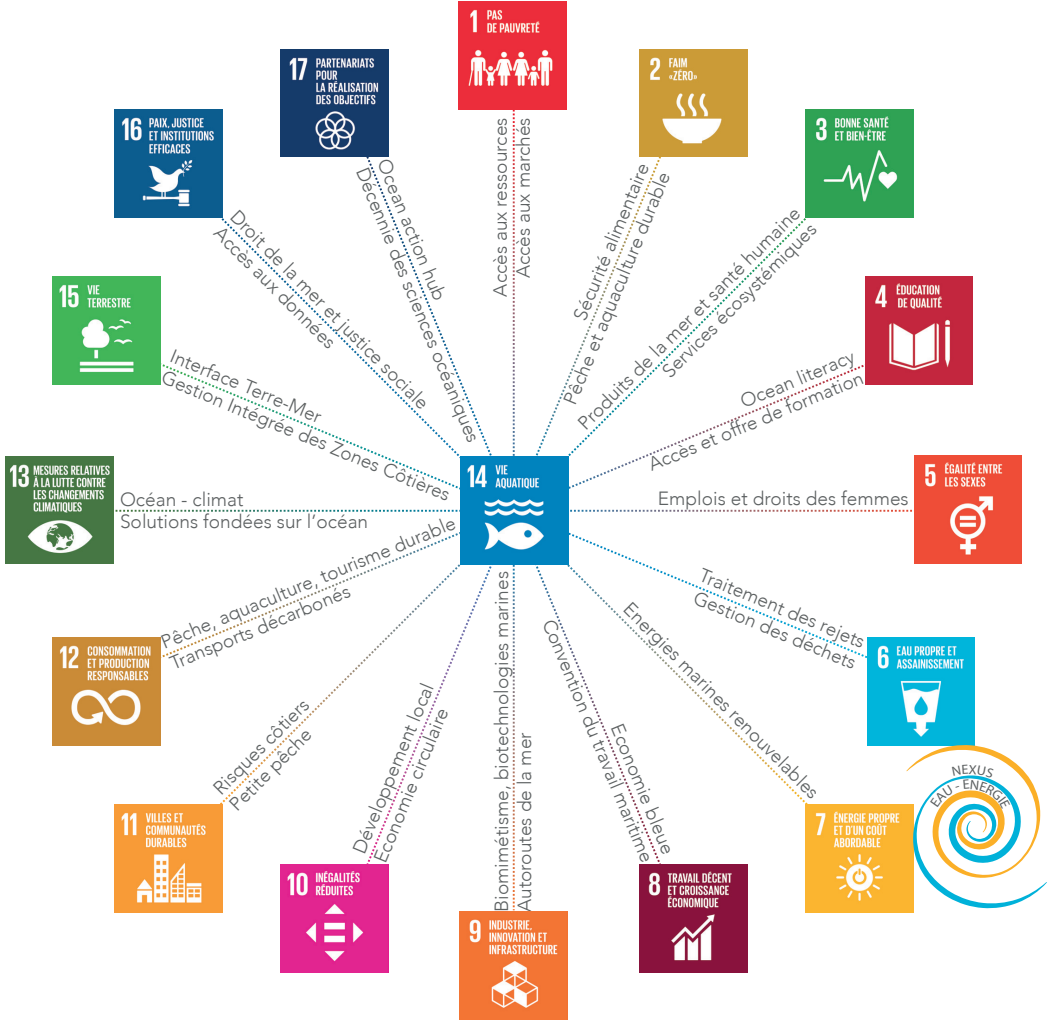 1 PAS
DE PAUVRETÉ
Accès aux ressources
Accès aux marchés
2 FAIM
«ZÉRO»
Sécurité alimentaire
Pêche et aquaculture durable
3 BONNE SANTÉ
ET BIEN-ÊTRE
Produits de la mer et santé humaine
Services écosystémiques
4 ÉDUCATION
DE QUALITÉ
Ocean literacy
Accès et offre de formation
5 ÉGALITÉ ENTRE
LES SEXES
Emplois et droits des femmes
6 EAU PROPRE ET
ASSAINISSEMENT
Traitement des rejets
Gestion des déchets
NEXUS
EAU - ÉNERGIE
7 ÉNERGIE PROPRE
ET D'UN COÛT
ABORDABLE
Energies marines renouvelables
8 TRAVAIL DÉCENT
ET CROISSANCE
ÉCONOMIQUE
Economie bleue
Convention du travail maritime
9 INDUSTRIE,
INNOVATION ET
INFRASTRUCTURE
Biomimétisme, biotechnologies marines
Autoroutes de la mer
10 INÉGALITÉS
RÉDUITES
Développement local
Economie circulaire
11 VILLES ET
COMMUNAUTÉS
DURABLES
Risques côtiers
Petite pêche
12 CONSOMMATION
ET PRODUCTION
RESPONSABLES
Pêche, aquaculture, tourisme durable
Transports décarbonés
13 MESURES RELATIVES
À LA LUTTE CONTRE
LES CHANGEMENTS
CLIMATIQUES
Océan - climat
Solutions fondées sur l'océan
14 VIE
AQUATIQUE
15 VIE
TERRESTRE
Interface Terre-Mer
Gestion Intégrée des Zones Côtières
16 PAIX, JUSTICE
ET INSTITUTIONS
EFFICACES
Droit de la mer et justice sociale
Accès aux données
17 PARTENARIATS
POUR
LA RÉALISATION
DES OBJECTIFS
Ocean action hub
Décennie des sciences océaniques